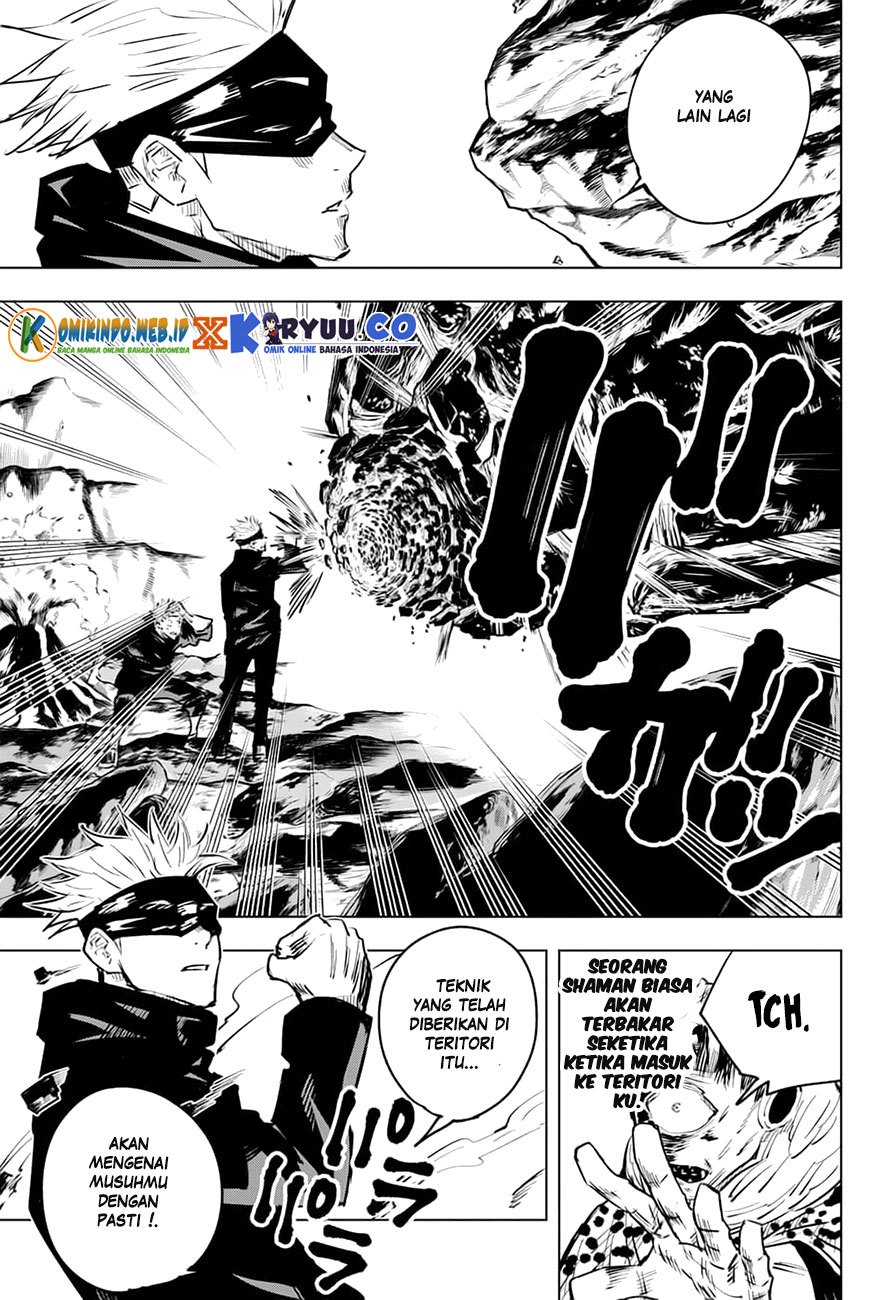 YANG
LAIN LAGI
KOMIKINDO.WEB.ID X KIRYUU.CO
BACA MANGA ONLINE BAHASA INDONESIA
OMIK ONLINE BAHASA INDONESIA
ガガッ!!
SEORANG
SHAMAN BIASA
AKAN
TERBAKAR
SEKETIKA
KETIKA MASUK
KE TERITORI
KU.
TCH.
TEKNIK
YANG TELAH
DIBERIKAN DI
TERITORI
ITU...
AKAN
MENGENAI
MUSUHMU
DENGAN
PASTI !.
パラ
パラ